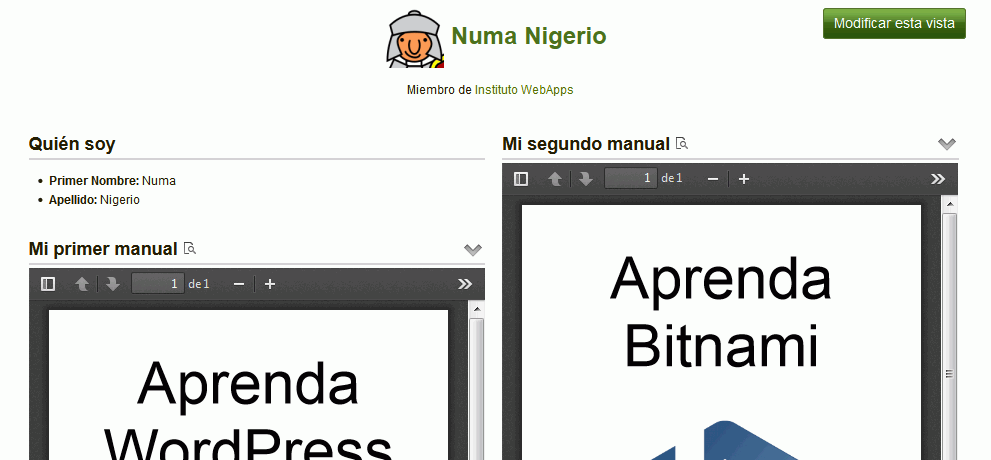 Numa Nigerio
Modificar esta vista
Miembro de Instituto WebApps
Quién soy
• Primer Nombre: Numa
• Apellido: Nigerio
Mi primer manual
1 de 1
Aprenda
WordPress
Mi segundo manual
1 de 1
Aprenda
Bitnami